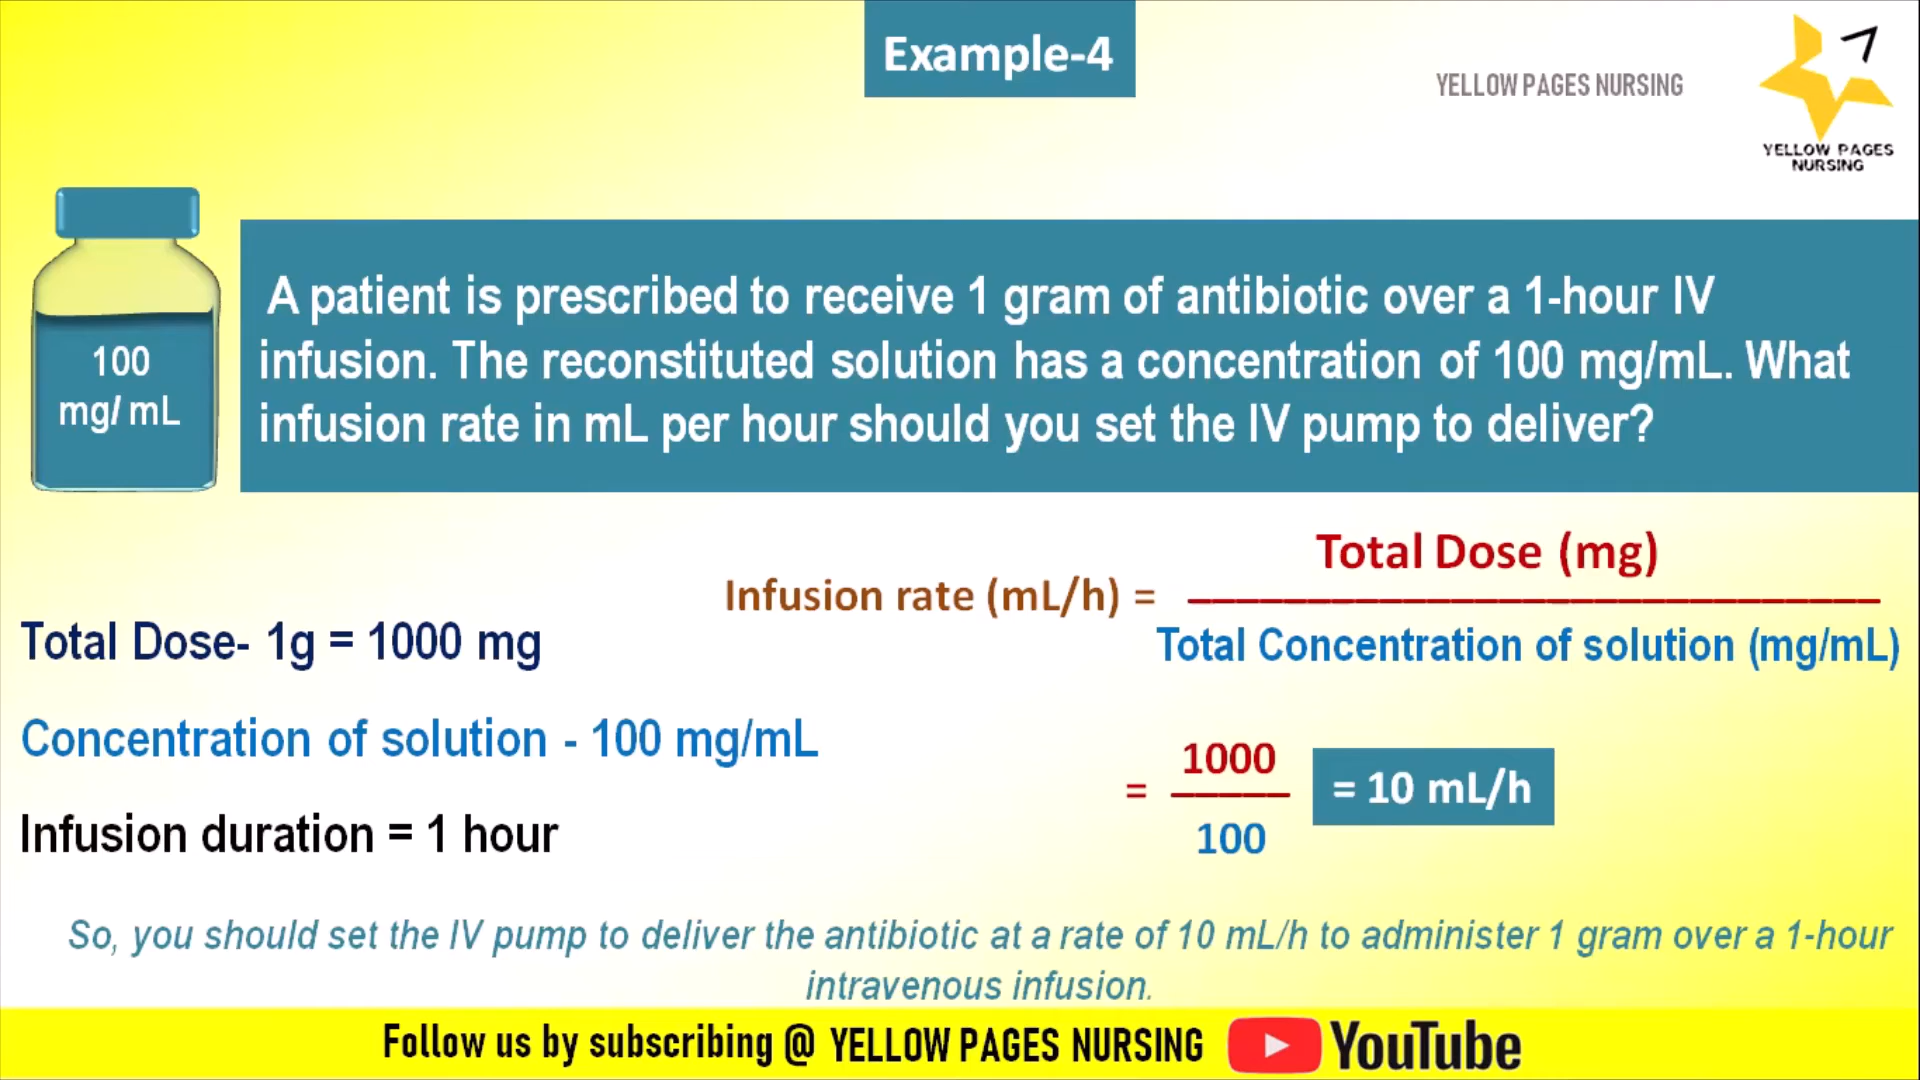 Example-4
YELLOW PAGES NURSING
YELLOW PAGES
NURSING
100
mg/ mL
A patient is prescribed to receive 1 gram of antibiotic over a 1-hour IV
infusion. The reconstituted solution has a concentration of 100 mg/mL. What
infusion rate in mL per hour should you set the IV pump to deliver?
Total Dose- 1g = 1000 mg
Concentration of solution - 100 mg/mL
Infusion duration = 1 hour
Total Dose (mg)
Infusion rate (mL/h) =
Total Concentration of solution (mg/mL)
1000
= = 10 mL/h
100
So, you should set the IV pump to deliver the antibiotic at a rate of 10 mL/h to administer 1 gram over a 1-hour
intravenous infusion.
Follow us by subscribing @ YELLOW PAGES NURSING YouTube